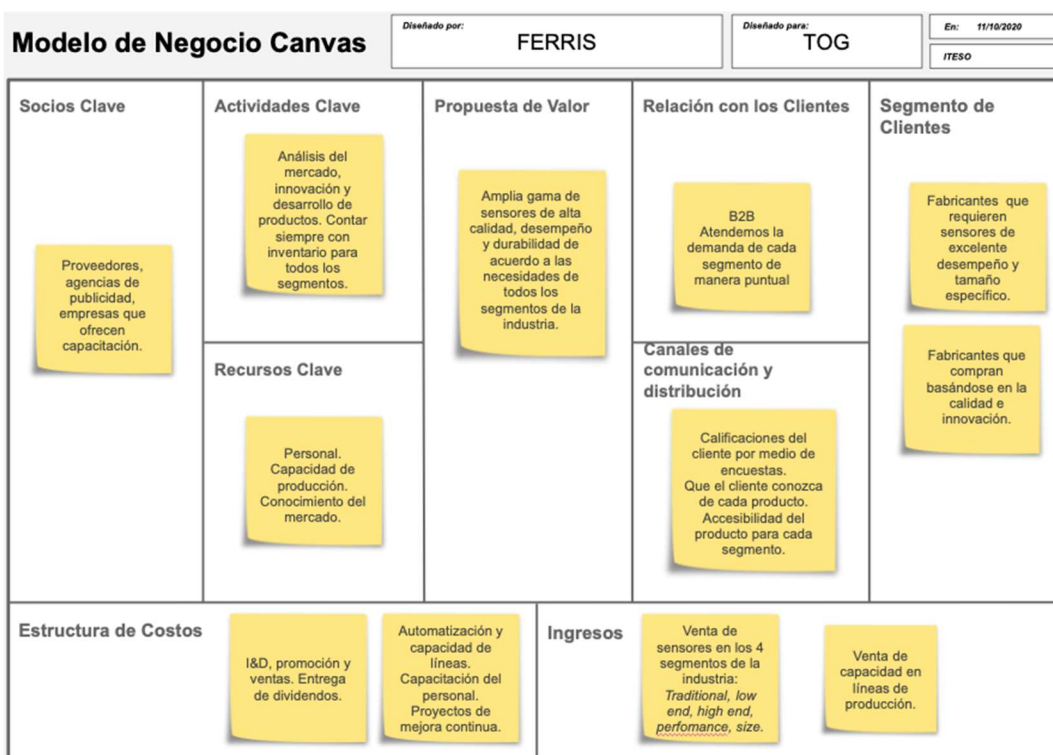 Modelo de Negocio Canvas
Diseñado por:
FERRIS
Diseñado para:
TOG
En: 11/10/2020
ITESO
Socios Clave
Proveedores,
agencias de
publicidad,
empresas que
ofrecen
capacitación.
Actividades Clave
Análisis del
mercado,
innovación y
desarrollo de
productos. Contar
siempre con
inventario para
todos los
segmentos.
Recursos Clave
Personal.
Capacidad de
producción.
Conocimiento del
mercado.
Propuesta de Valor
Amplia gama de
sensores de alta
calidad, desempeño
y durabilidad de
acuerdo a las
necesidades de
todos los
segmentos de la
industria.
Relación con los Clientes
B2B
Atendemos la
demanda de cada
segmento de
manera puntual
Canales de
comunicación y
distribución
Calificaciones del
cliente por medio de
encuestas.
Que el cliente conozca
de cada producto.
Accesibilidad del
producto para cada
segmento.
Segmento de
Clientes
Fabricantes que
requieren
sensores de
excelente
desempeño y
tamaño
específico.
Fabricantes que
compran
basándose en la
calidad e
innovación.
Estructura de Costos
I&D, promoción y
ventas. Entrega
de dividendos.
Automatización y
capacidad de
líneas.
Capacitación del
personal.
Proyectos de
mejora continua.
Ingresos
Venta de
sensores en los 4
segmentos de la
industria:
Traditional, low
end, high end,
perfomance, size.
Venta de
capacidad en
líneas de
producción.